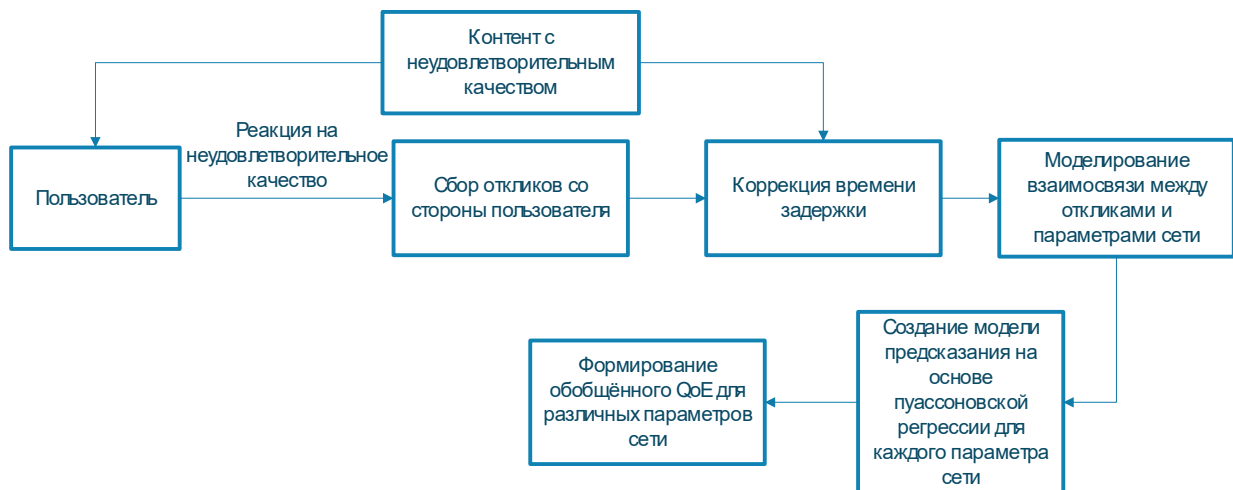 Контент с
неудовлетворительным
качеством
Реакция на
неудовлетворительное
качество
Пользователь
Сбор откликов со
стороны пользователя
Коррекция времени
задержки
Моделирование
взаимосвязи между
откликами и
параметрами сети
Создание модели
предсказания на
основе
пуассоновской
регрессии для
каждого параметра
сети
Формирование
обобщённого QoE для
различных параметров
сети